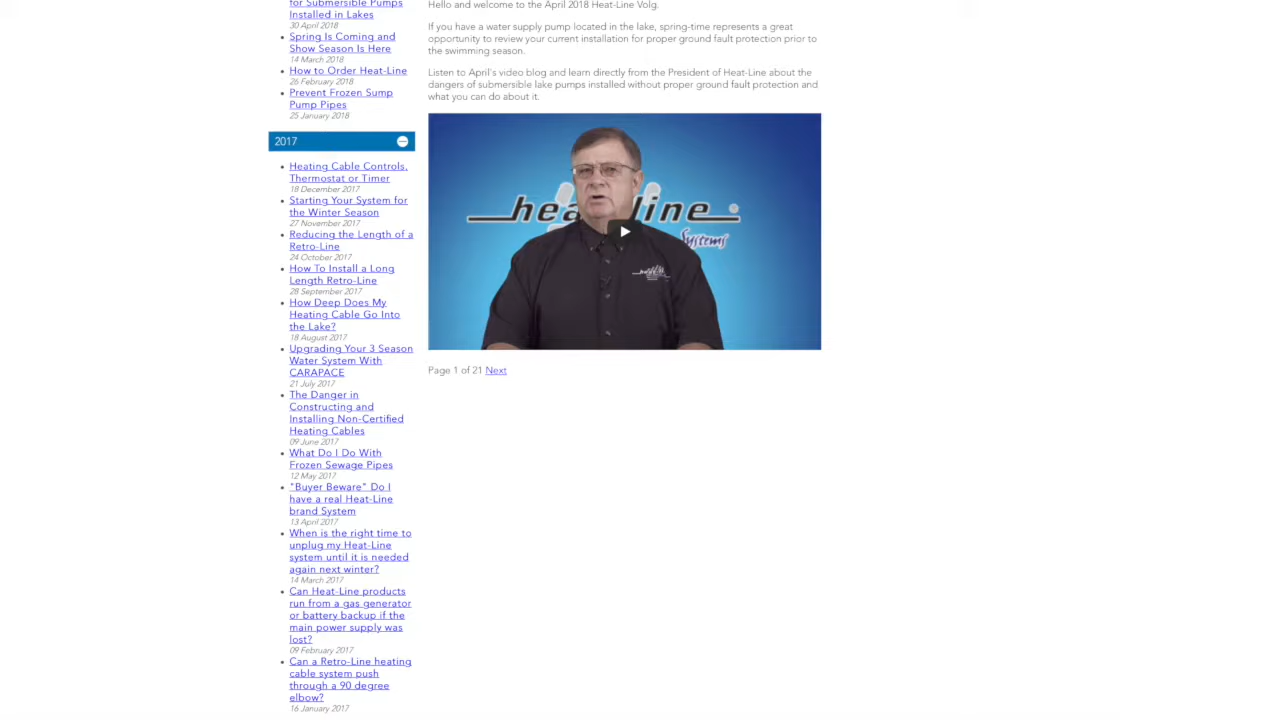 for Submersible Pumps
Installed in Lakes
30 April 2018
Spring Is Coming and
Show Season Is Here
14 March 2018
How to Order Heat-Line
26 February 2018
Prevent Frozen Sump
Pump Pipes
25 January 2018
2017
Heating Cable Controls,
Thermostat or Timer
18 December 2017
Starting Your System for
the Winter Season
27 November 2017
Reducing the Length of a
Retro-Line
24 October 2017
How To Install a Long
Length Retro-Line
28 September 2017
How Deep Does My
Heating Cable Go Into
the Lake?
18 August 2017
Upgrading Your 3 Season
Water System With
CARAPACE
21 July 2017
The Danger in
Constructing and
Installing Non-Certified
Heating Cables
09 June 2017
What Do I Do With
Frozen Sewage Pipes
12 May 2017
"Buyer Beware" Do I
have a real Heat-Line
brand System
13 April 2017
When is the right time to
unplug my Heat-Line
system until it is needed
again next winter?
14 March 2017
Can Heat-Line products
run from a gas generator
or battery backup if the
main power supply was
lost?
09 February 2017
Can a Retro-Line heating
cable system push
through a 90 degree
elbow?
16 January 2017
Hello and welcome to the April 2018 Heat-Line Volg.
If you have a water supply pump located in the lake, spring-time represents a great
opportunity to review your current installation for proper ground fault protection prior to
the swimming season.
Listen to April's video blog and learn directly from the President of Heat-Line about the
dangers of submersible lake pumps installed without proper ground fault protection and
what you can do about it.
heat-line
Systems
Page 1 of 21 Next